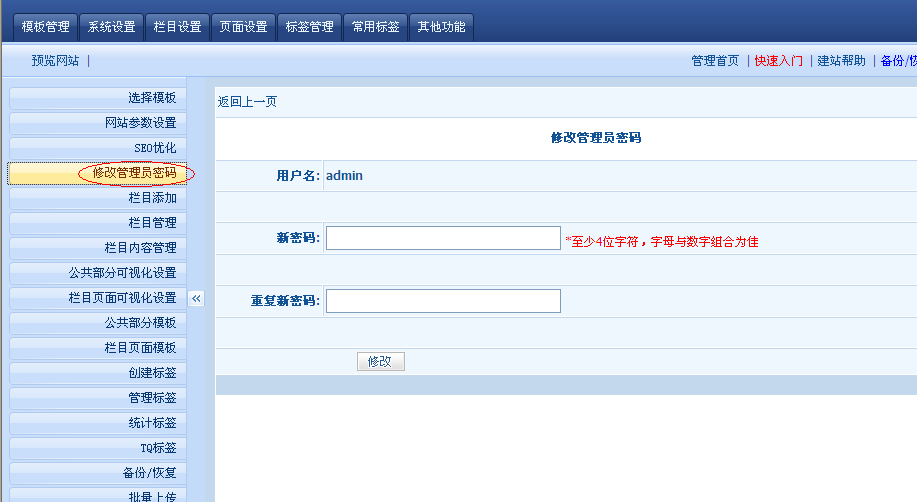 模板管理 系统设置 栏目设置 页面设置 标签管理 常用标签 其他功能
预览网站 | 管理首页 | 快速入门 | 建站帮助 | 备份/恢
选择模板
网站参数设置
SEO优化
修改管理员密码
栏目添加
栏目管理
栏目内容管理
公共部分可视化设置
栏目页面可视化设置
公共部分模板
栏目页面模板
创建标签
管理标签
统计标签
TQ标签
备份/恢复
批量上传
«
返回上一页
修改管理员密码
用户名: admin
新密码: *至少4位字符，字母与数字组合为佳
重复新密码:
修改